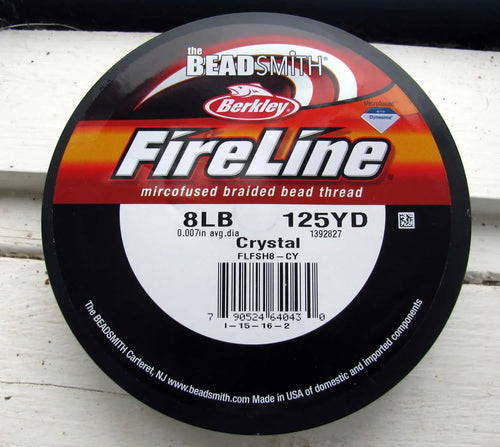 the
BEADSMITH®
Berkley
Microfused
Dyneema
FireLine®
mircofused braided bead thread
8LB 125YD
0.007in avg.dia 1392827
Crystal
FLFSH8-CY
7 90524 64043 0
I-15-16-2
The BEADSMITH Carteret, NJ www.beadsmith.com Made in USA of domestic and imported components